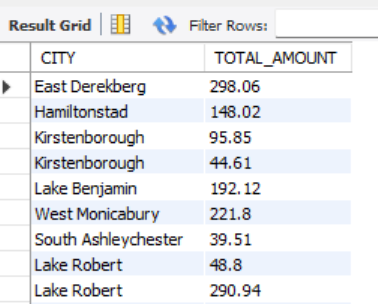 Result Grid Filter Rows:
CITY TOTAL_AMOUNT
East Derekberg 298.06
Hamiltonstad 148.02
Kirstenborough 95.85
Kirstenborough 44.61
Lake Benjamin 192.12
West Monicabury 221.8
South Ashleychester 39.51
Lake Robert 48.8
Lake Robert 290.94